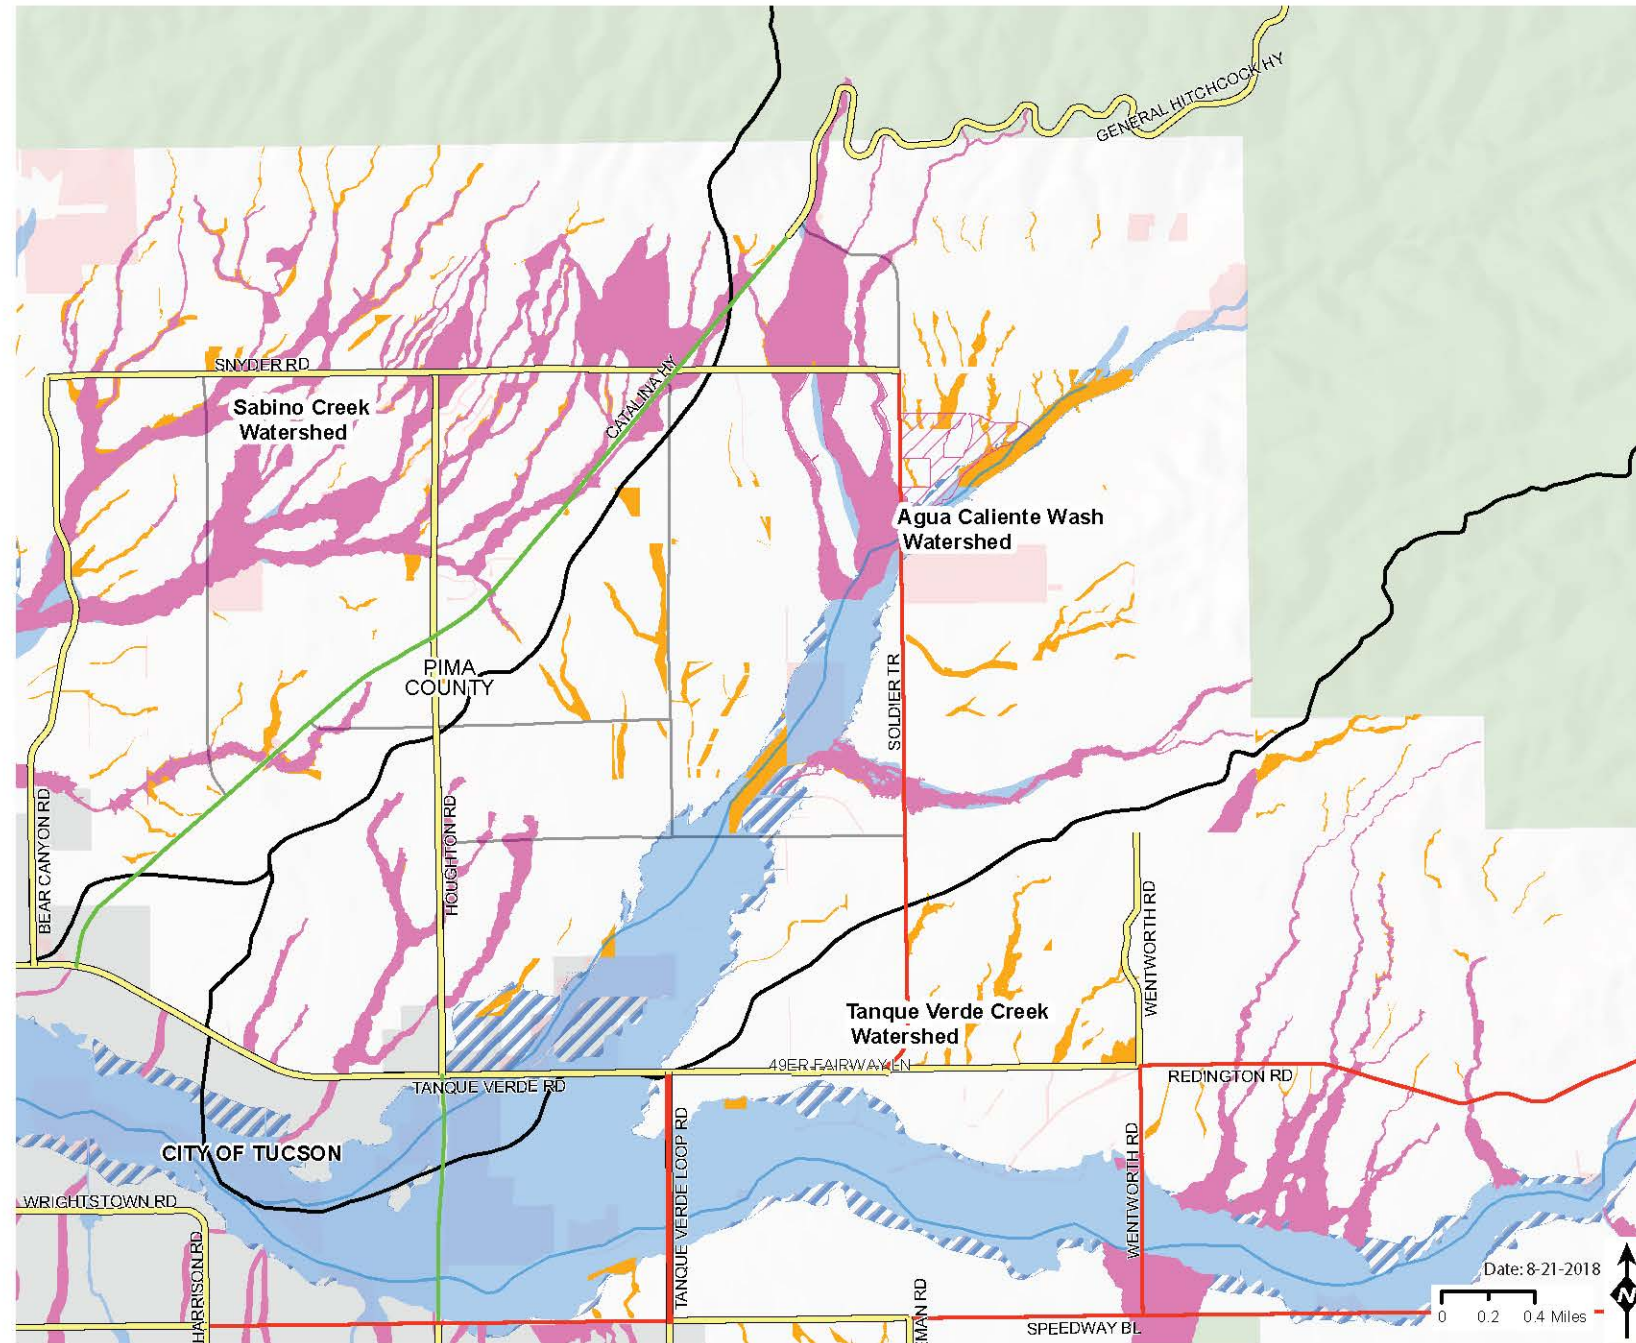 GENERAL HITCHCOCK HY
SNYDER RD
Sabino Creek
Watershed
CATALINA HY
Agua Caliente Wash
Watershed
PIMA
COUNTY
SOLDIER TR
BEAR CANYON RD
HOUGHTON RD
WENTWORTH RD
Tanque Verde Creek
Watershed
49ER FAIRWAY LN
TANQUE VERDE RD
REDINGTON RD
CITY OF TUCSON
TANQUE VERDE LOOP RD
WENTWORTH RD
WRIGHTSTOWN RD
HARRISON RD
Date: 8-21-2018
N
0 0.2 0.4 Miles
MAN RD
SPEEDWAY BL